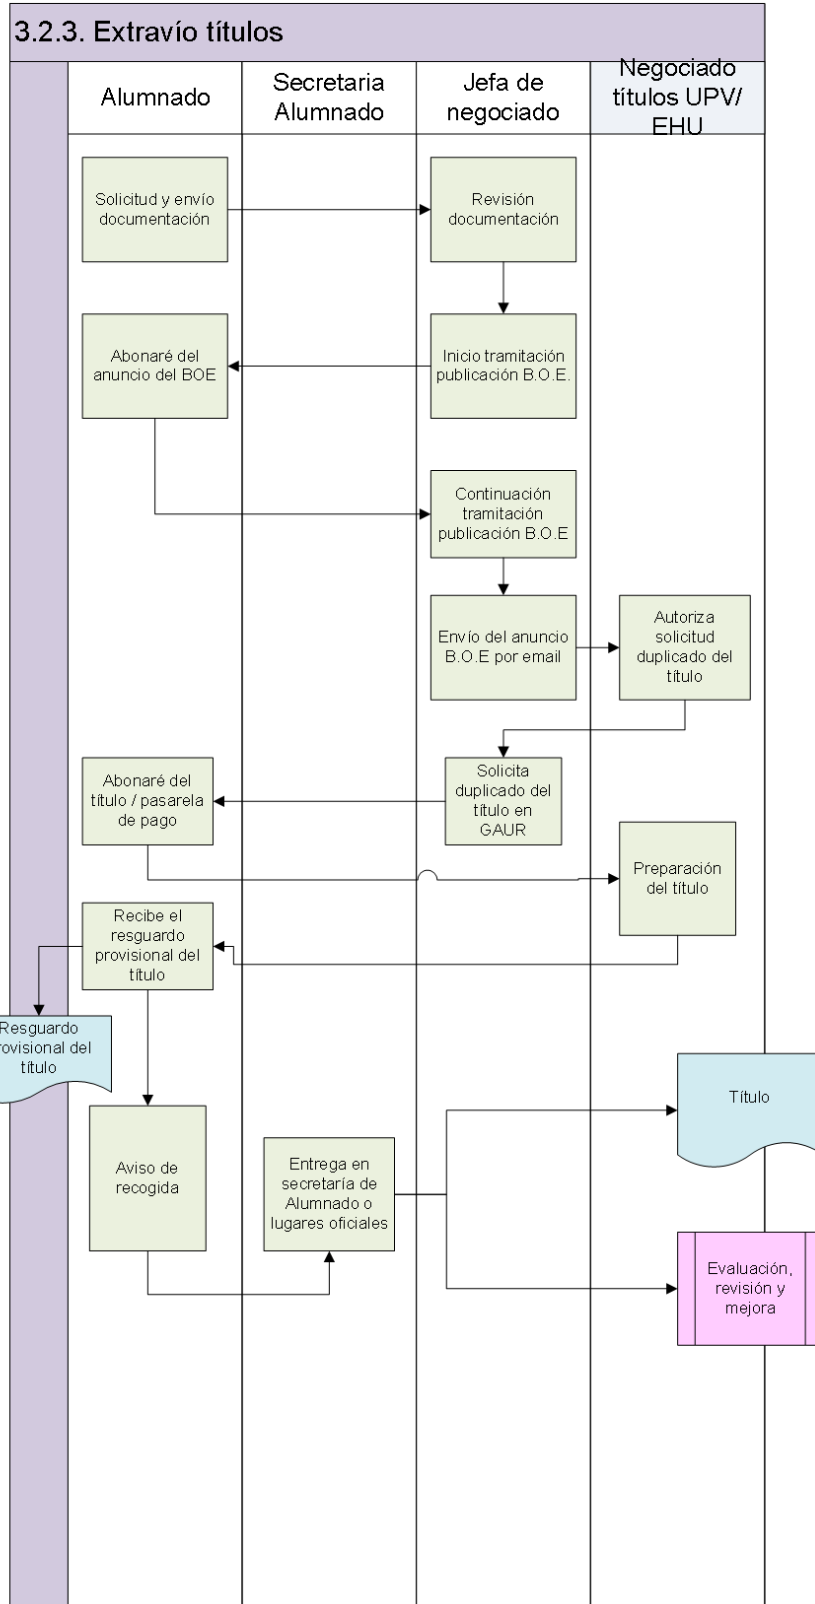 3.2.3. Extravío títulos
Alumnado
Secretaria
Alumnado
Jefa de
negociado
Negociado
títulos UPV/
EHU
Solicitud y envío
documentación
Revisión
documentación
Abonaré del
anuncio del BOE
Inicio tramitación
publicación B.O.E.
Continuación
tramitación
publicación B.O.E
Envío del anuncio
B.O.E por email
Autoriza
solicitud
duplicado del
título
Abonaré del
título / pasarela
de pago
Solicita
duplicado del
título en
GAUR
Preparación
del título
Recibe el
resguardo
provisional del
título
Resguardo
rovisional del
título
Título
Aviso de
recogida
Entrega en
secretaría de
Alumnado o
lugares oficiales
Evaluación,
revisión y
mejora